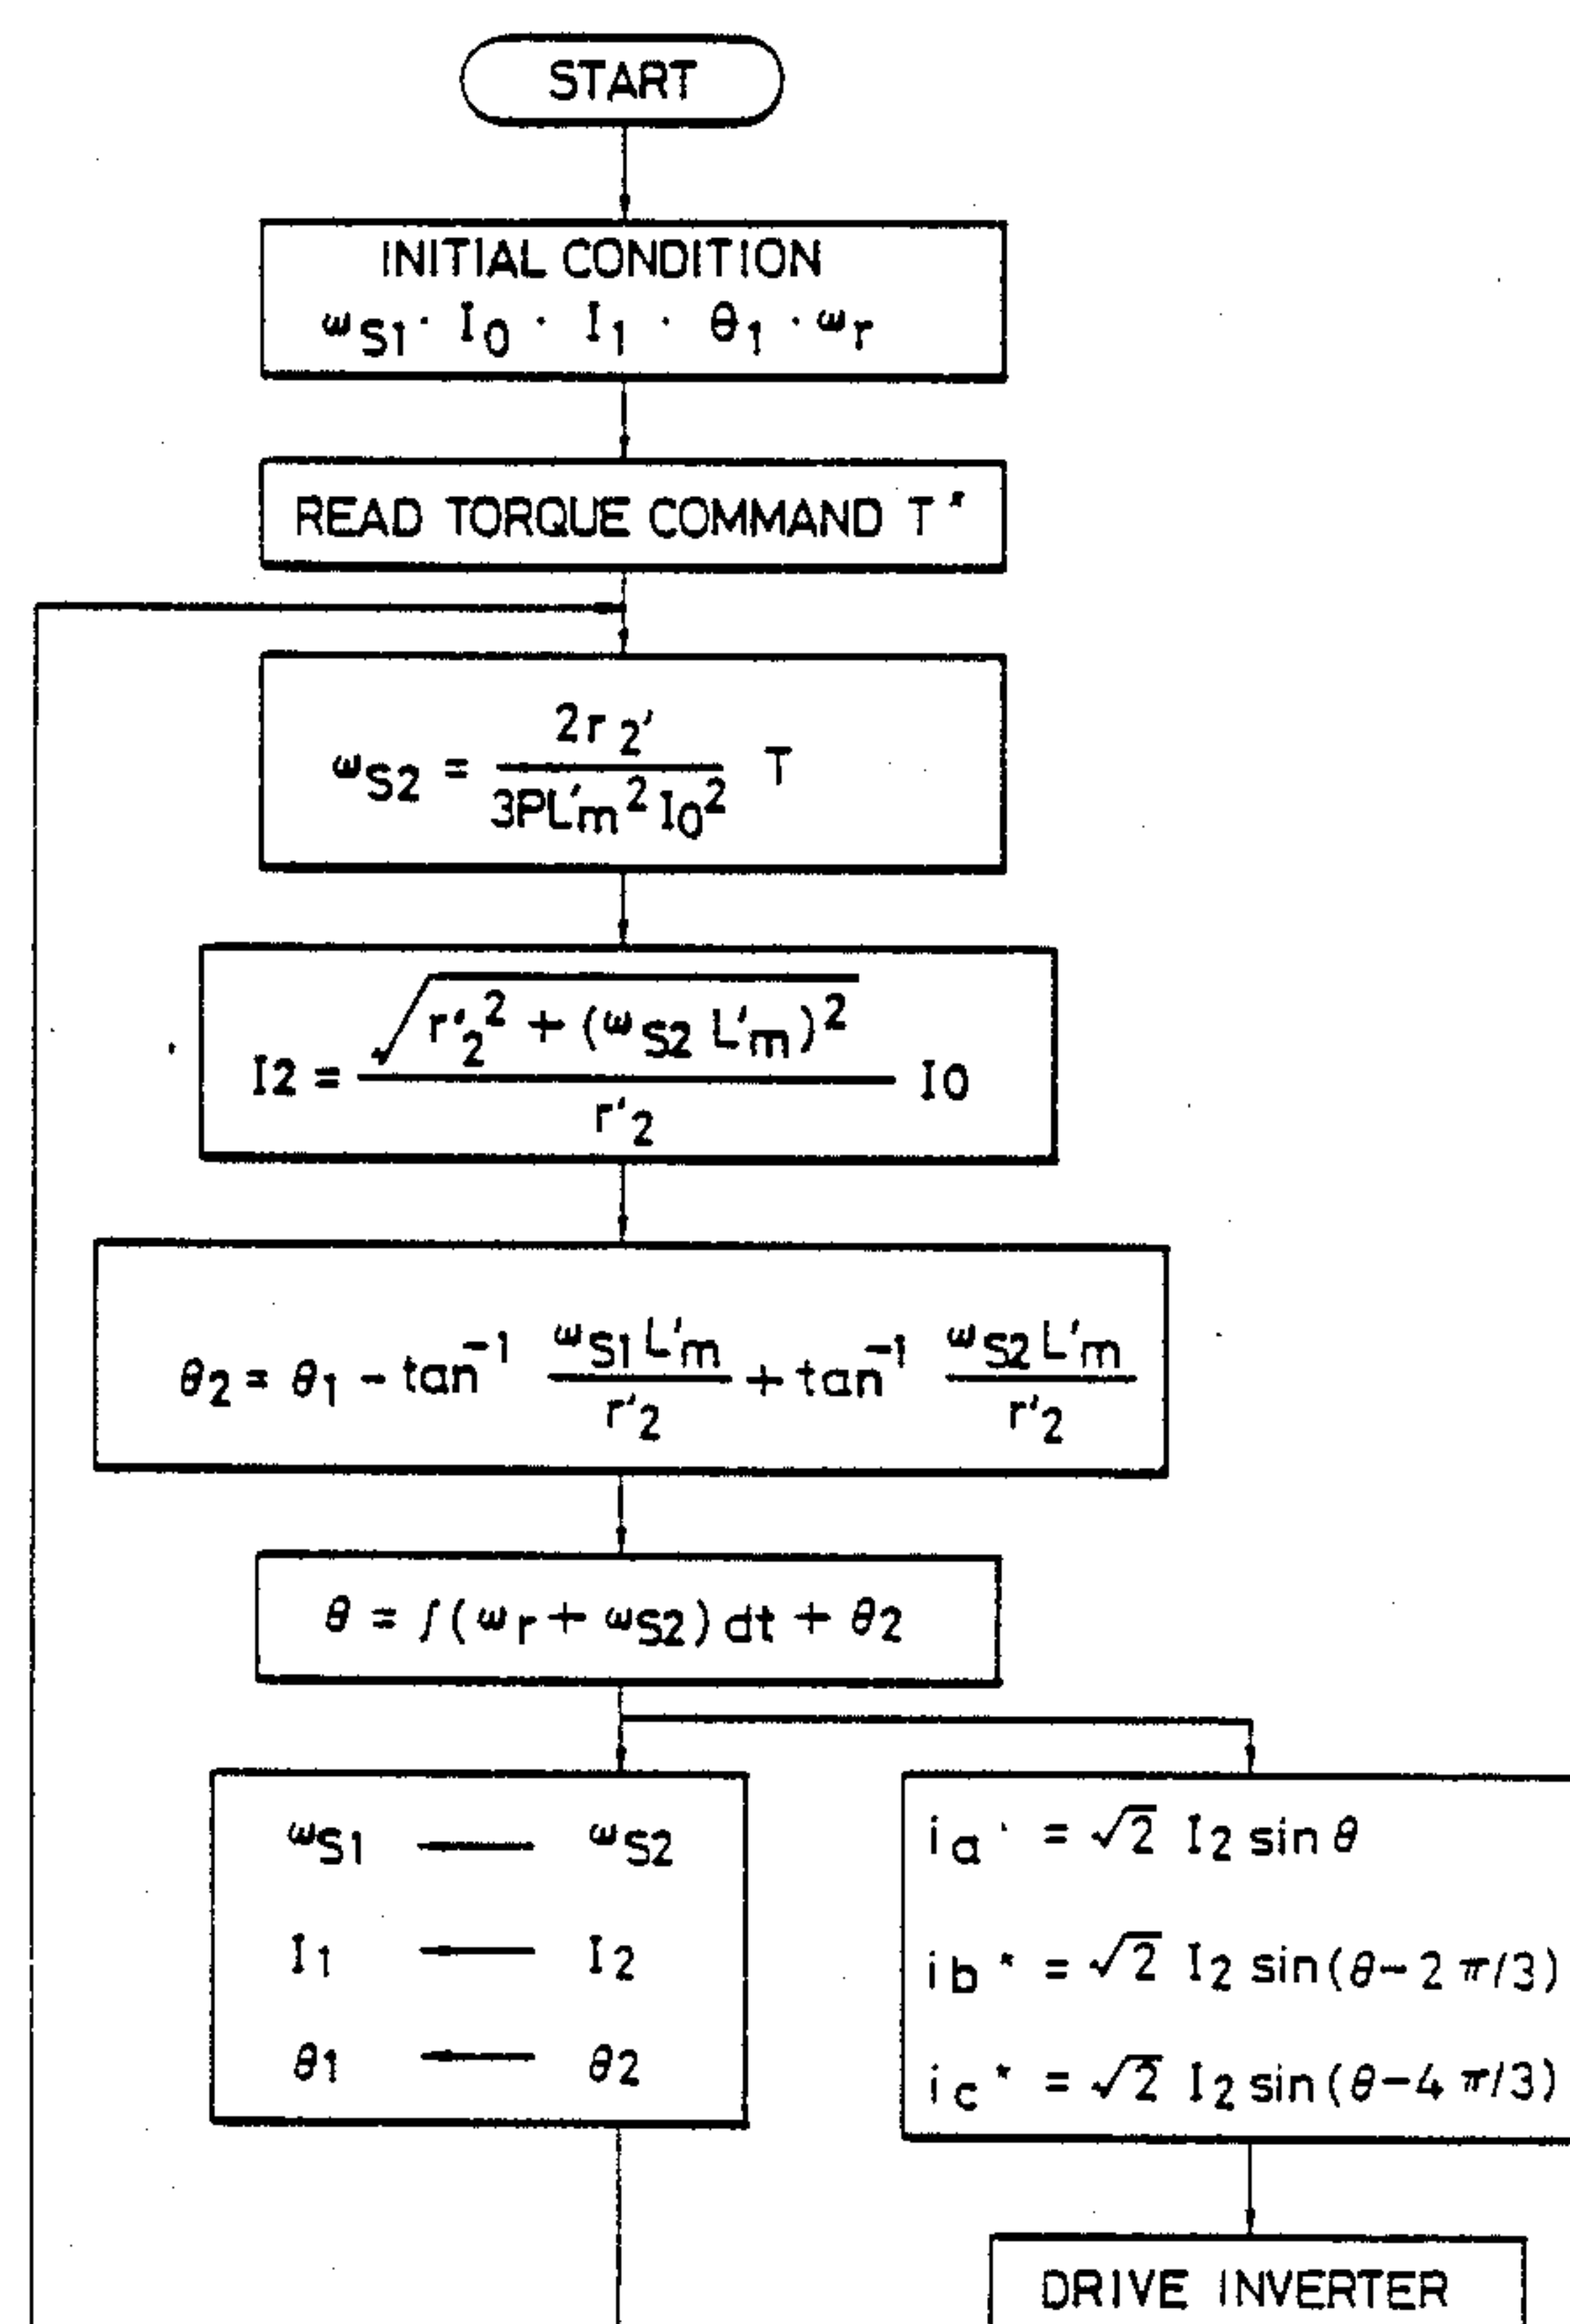 START
INITIAL CONDITION
ωS1 · I0 · I1 · θ1 · ωr
READ TORQUE COMMAND T*
ωS2 = 2r2' / 3PL'm² I0² T
I2 = √(r'2² + (ωS2 L'm)²) / r'2 I0
θ2 = θ1 − tan⁻¹ ωS1 L'm / r'2 + tan⁻¹ ωS2 L'm / r'2
θ = ∫(ωr + ωS2) dt + θ2
ωS1 — ωS2
I1 ← I2
θ1 ← θ2
ia' = √2 I2 sin θ
ib* = √2 I2 sin(θ−2π/3)
ic* = √2 I2 sin(θ−4π/3)
DRIVE INVERTER